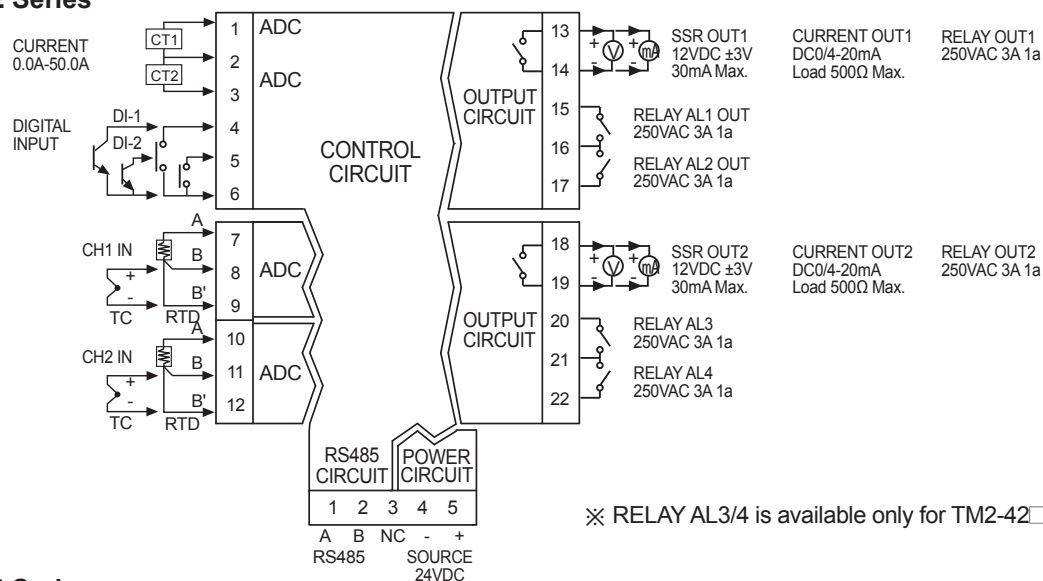 Series
CURRENT
0.0A-50.0A
CT1
CT2
1
2
3
ADC
ADC
DIGITAL
INPUT
DI-1
DI-2
4
5
6
CONTROL
CIRCUIT
CH1 IN
+
-
TC
RTD
A
B
B'
7
8
9
ADC
CH2 IN
+
-
TC
RTD
A
B
B'
10
11
12
ADC
OUTPUT
CIRCUIT
13
14
15
16
17
+
-
V
+
mA
SSR OUT1
12VDC ±3V
30mA Max.
CURRENT OUT1
DC0/4-20mA
Load 500Ω Max.
RELAY OUT1
250VAC 3A 1a
RELAY AL1 OUT
250VAC 3A 1a
RELAY AL2 OUT
250VAC 3A 1a
OUTPUT
CIRCUIT
18
19
20
21
22
+
-
V
+
mA
SSR OUT2
12VDC ±3V
30mA Max.
CURRENT OUT2
DC0/4-20mA
Load 500Ω Max.
RELAY OUT2
250VAC 3A 1a
RELAY AL3
250VAC 3A 1a
RELAY AL4
250VAC 3A 1a
RS485
CIRCUIT
POWER
CIRCUIT
1 2 3 4 5
A B NC - +
RS485
SOURCE
24VDC
※ RELAY AL3/4 is available only for TM2-42□